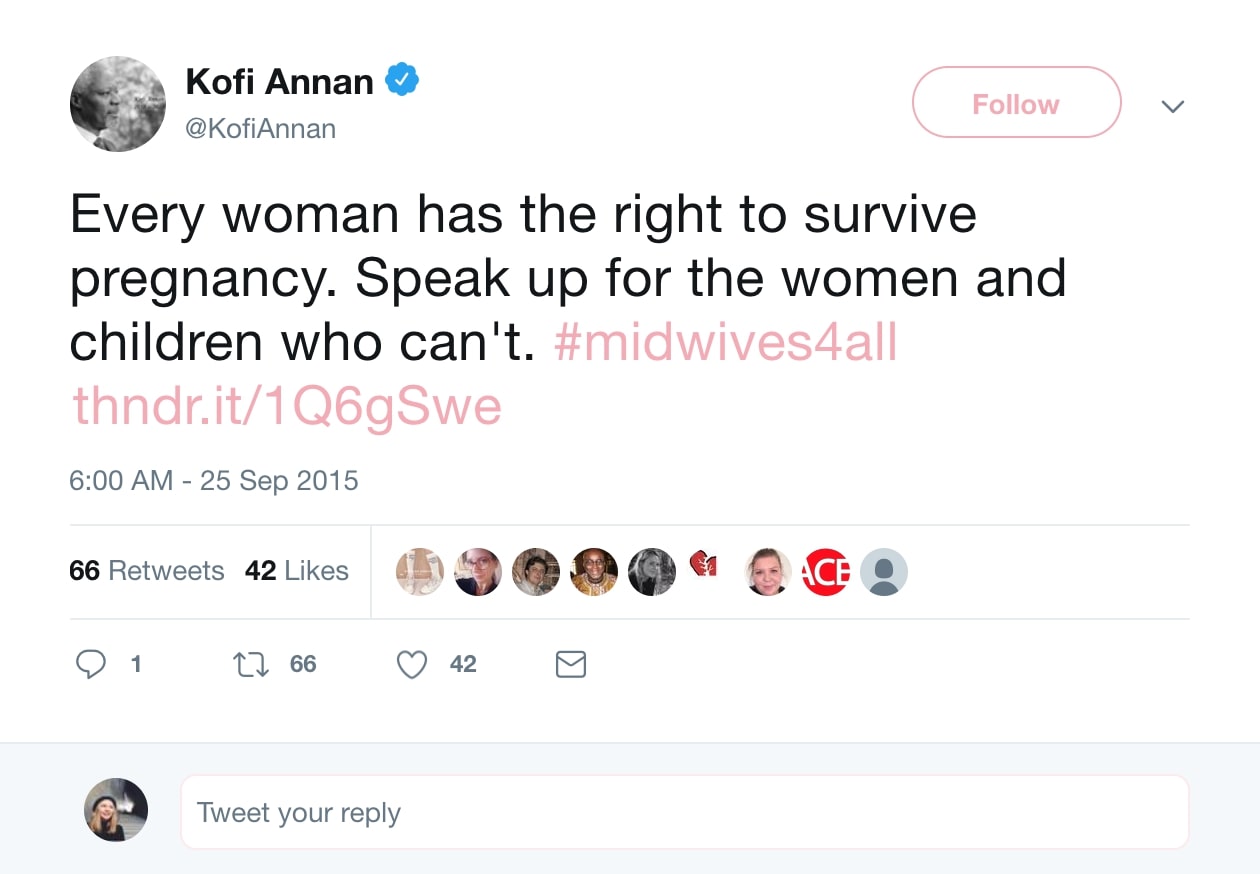 Kofi Annan
@KofiAnnan
Follow
Every woman has the right to survive
pregnancy. Speak up for the women and
children who can't. #midwives4all
thndr.it/1Q6gSwe
6:00 AM - 25 Sep 2015
66 Retweets 42 Likes
ACE
1 66 42
Tweet your reply